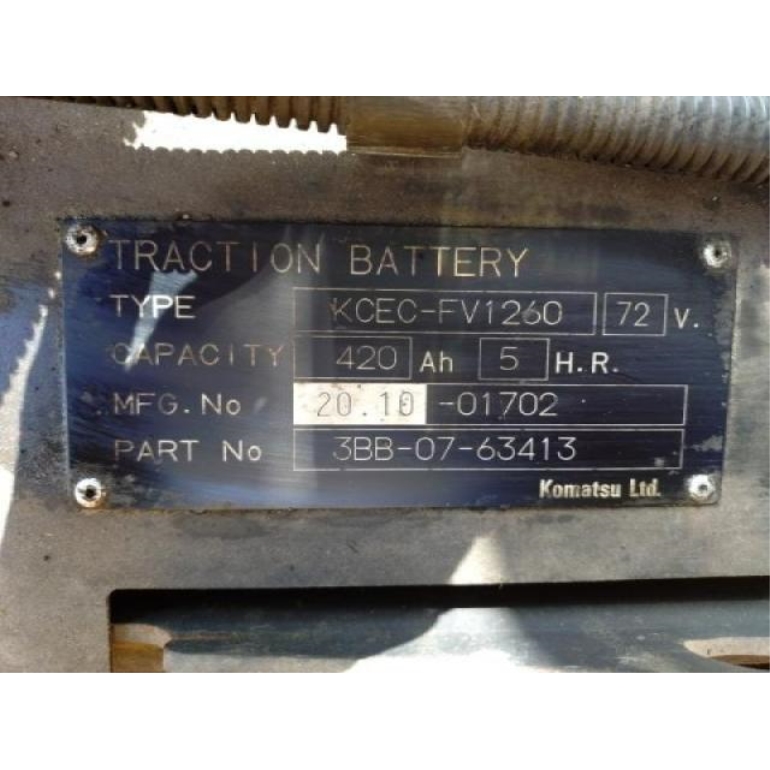 TRACTION BATTERY
TYPE KCEC-FV1260 72 V.
CAPACITY 420 Ah 5 H.R.
MFG.No 20.10 -01702
PART No 3BB-07-63413
Komatsu Ltd.